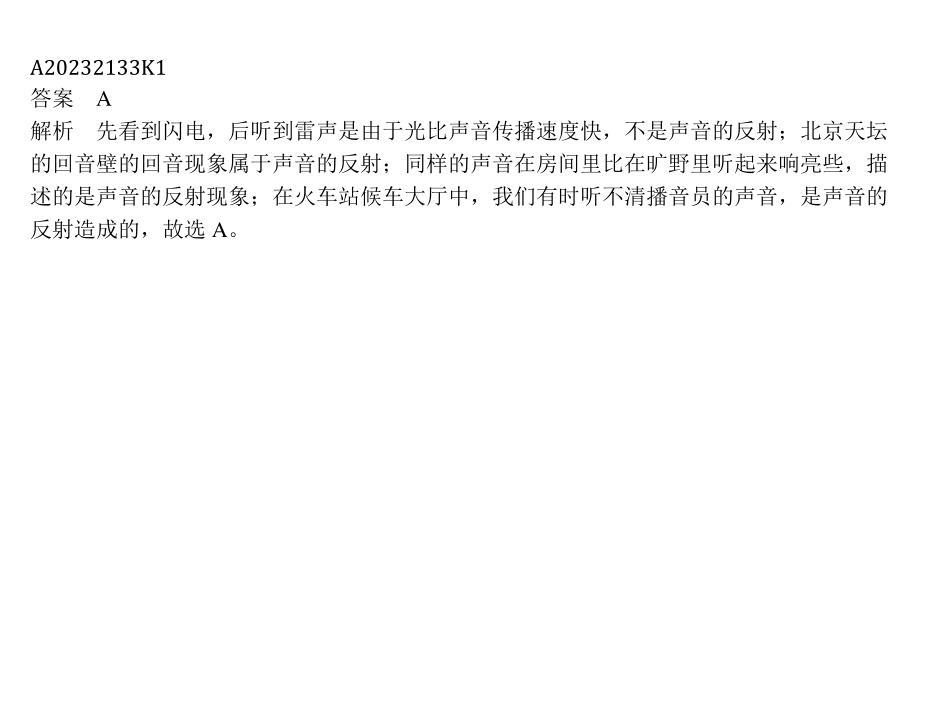 A20232133K1
答案　A
解析　先看到闪电，后听到雷声是由于光比声音传播速度快，不是声音的反射；北京天坛
的回音壁的回音现象属于声音的反射；同样的声音在房间里比在旷野里听起来响亮些，描
述的是声音的反射现象；在火车站候车大厅中，我们有时听不清播音员的声音，是声音的
反射造成的，故选 A。